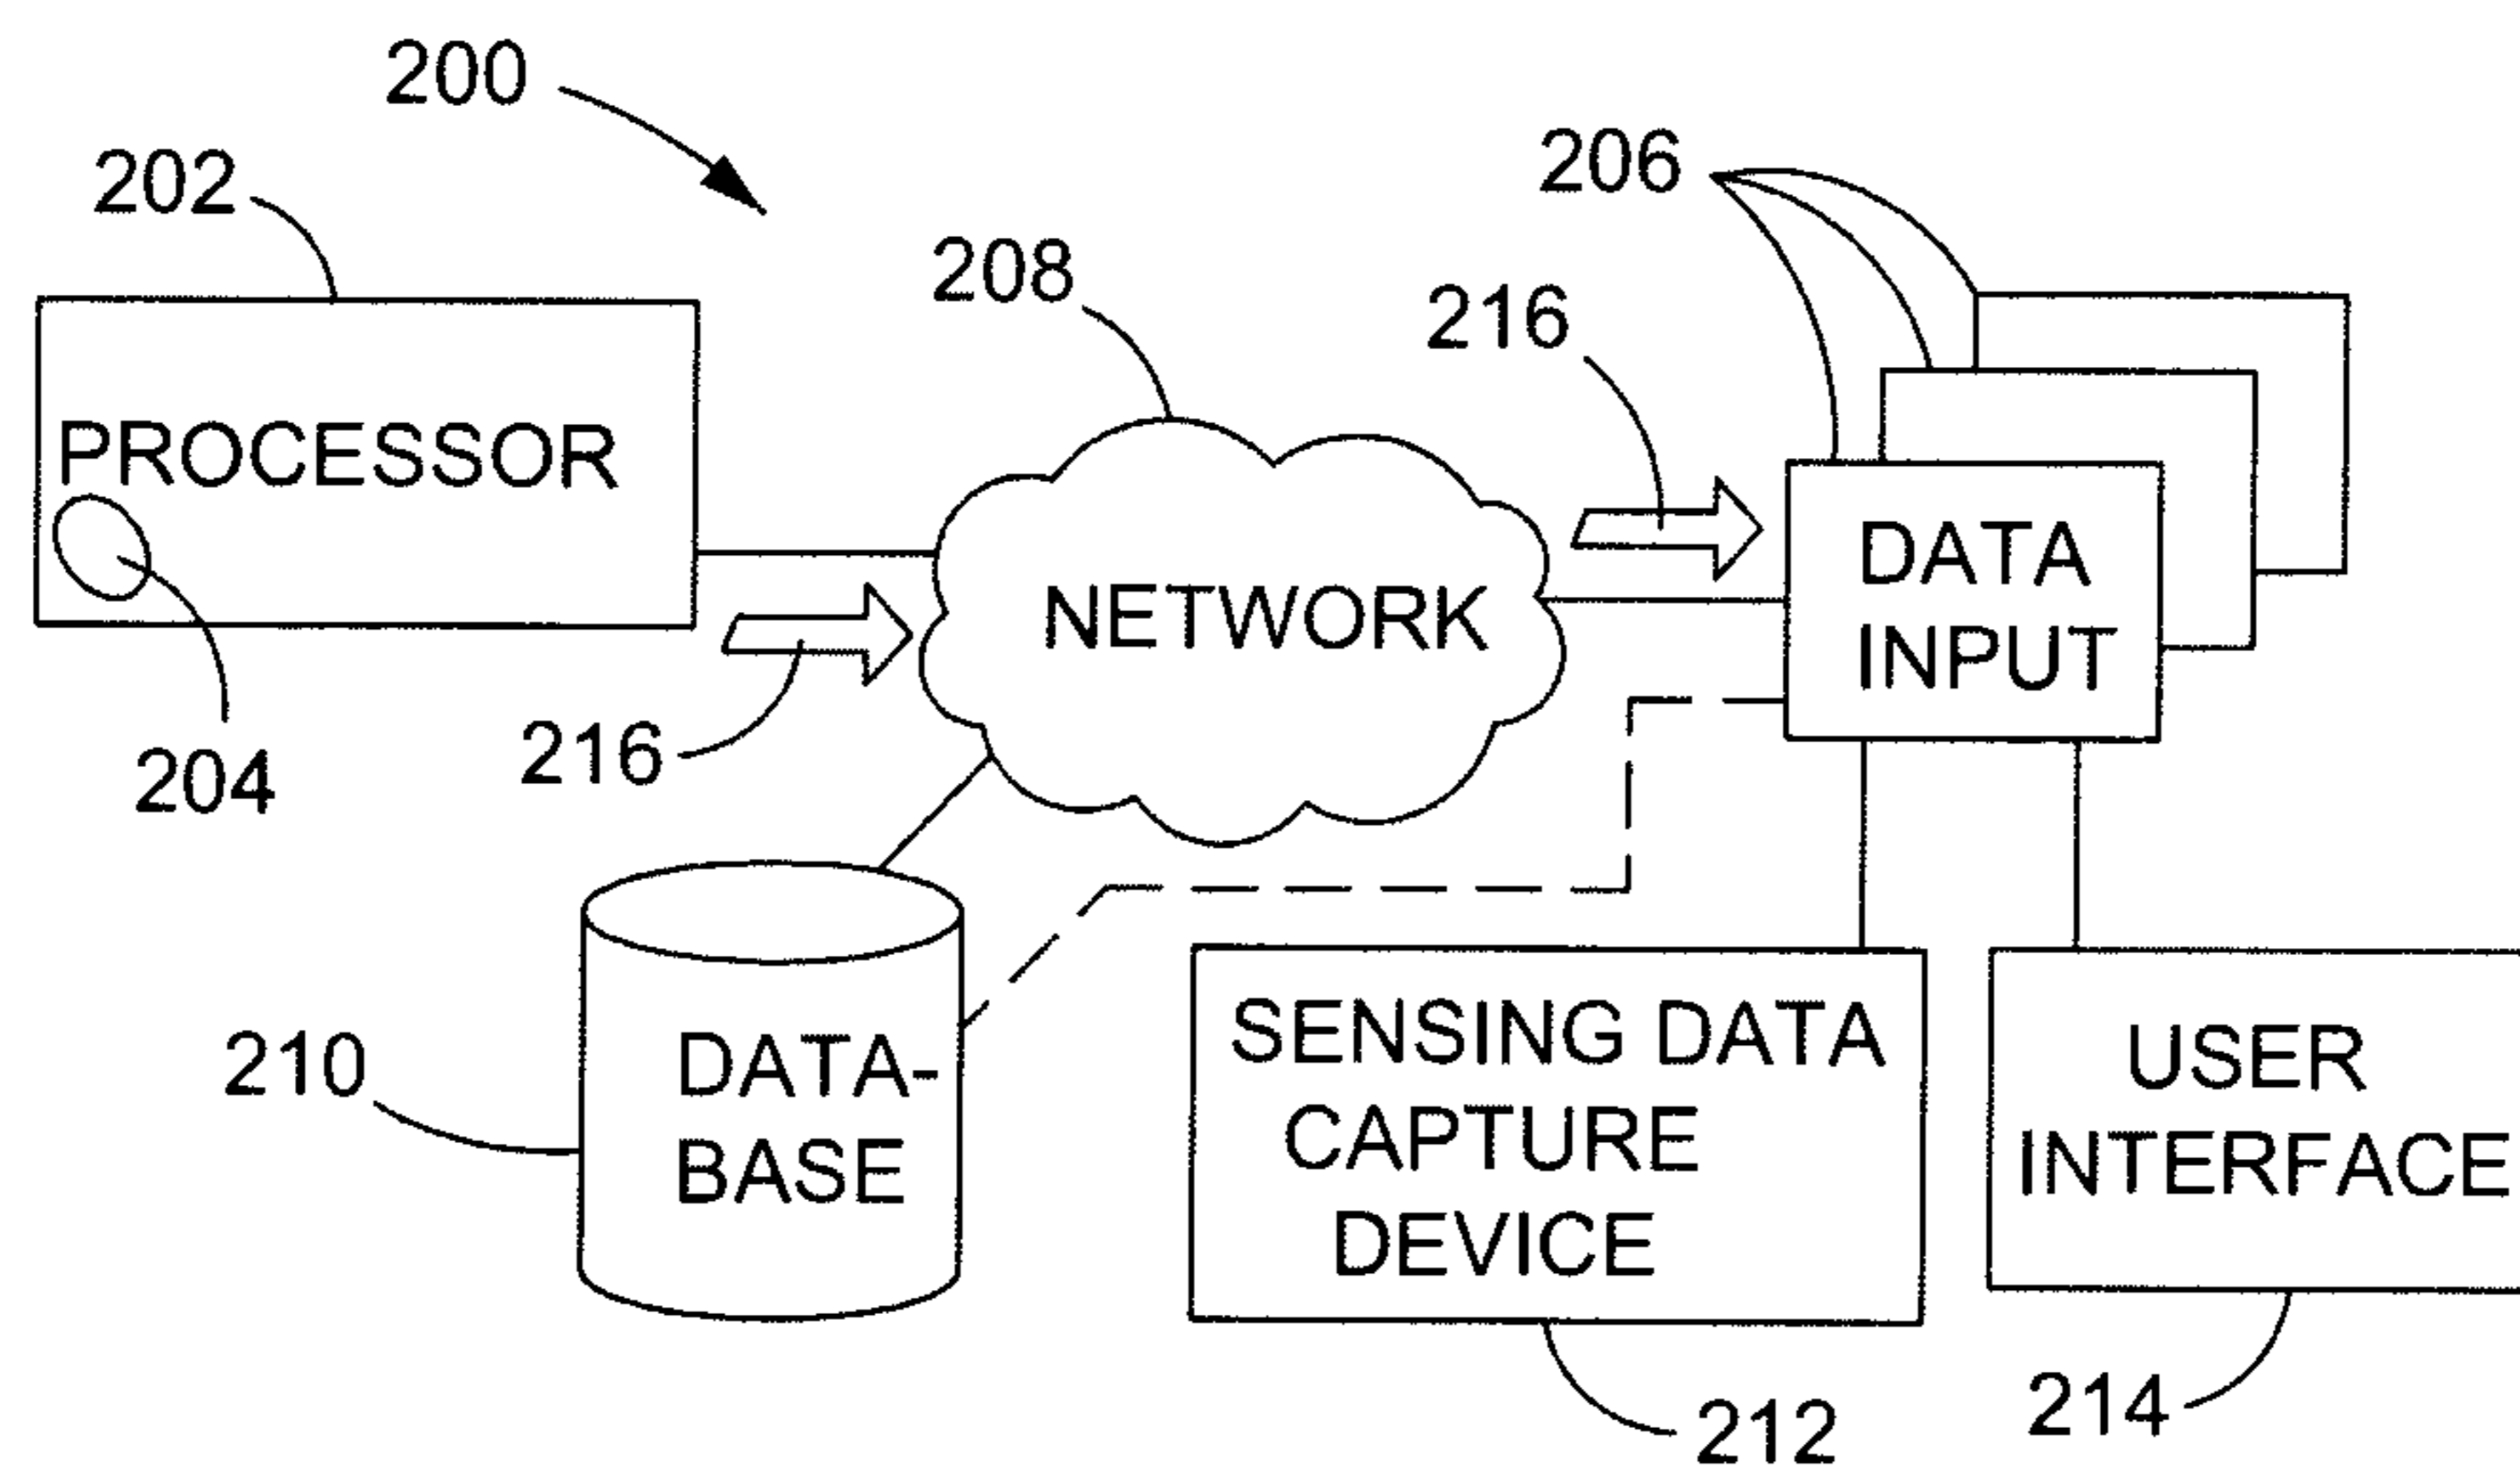 200
202
206
208
216
PROCESSOR
DATA
INPUT
NETWORK
216
204
SENSING DATA
CAPTURE
DEVICE
USER
INTERFACE
210
DATA-
BASE
214
212